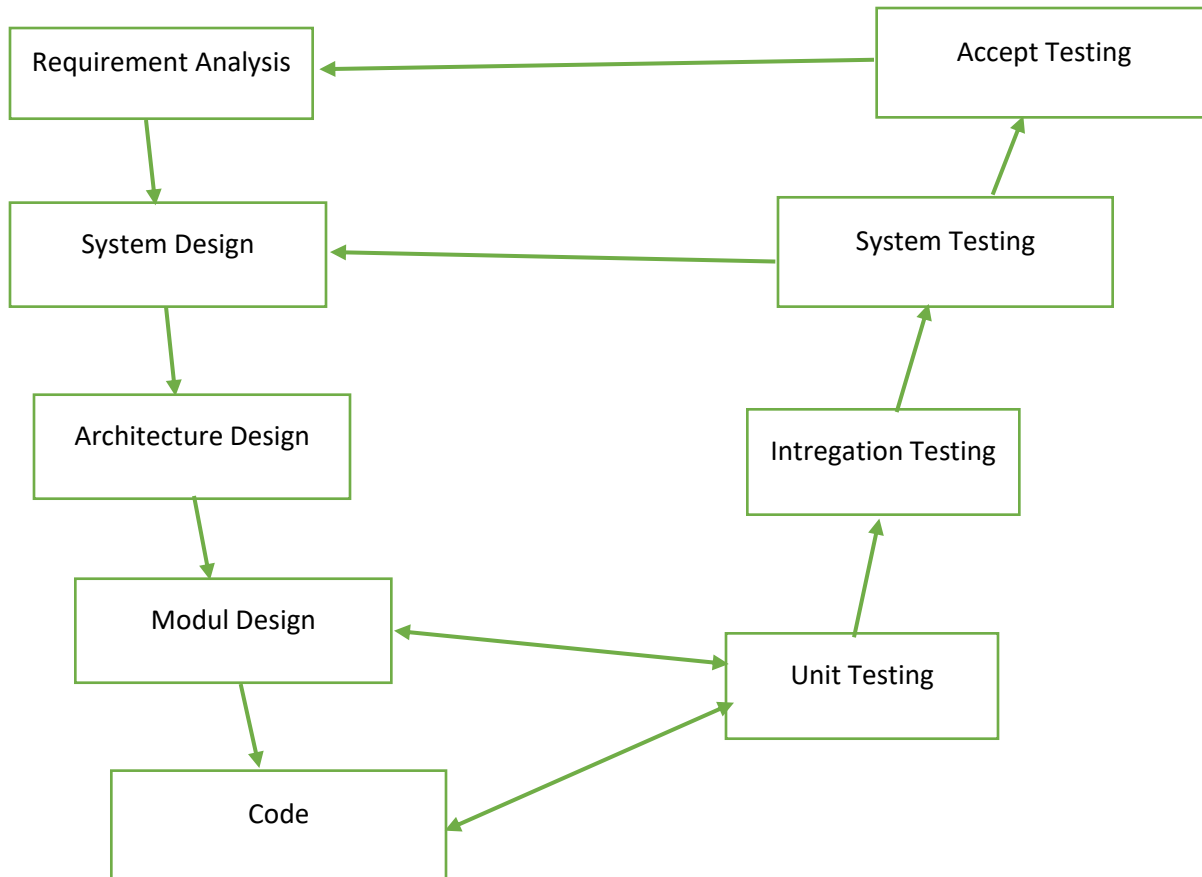 Requirement Analysis
Accept Testing
System Design
System Testing
Architecture Design
Intregation Testing
Modul Design
Unit Testing
Code